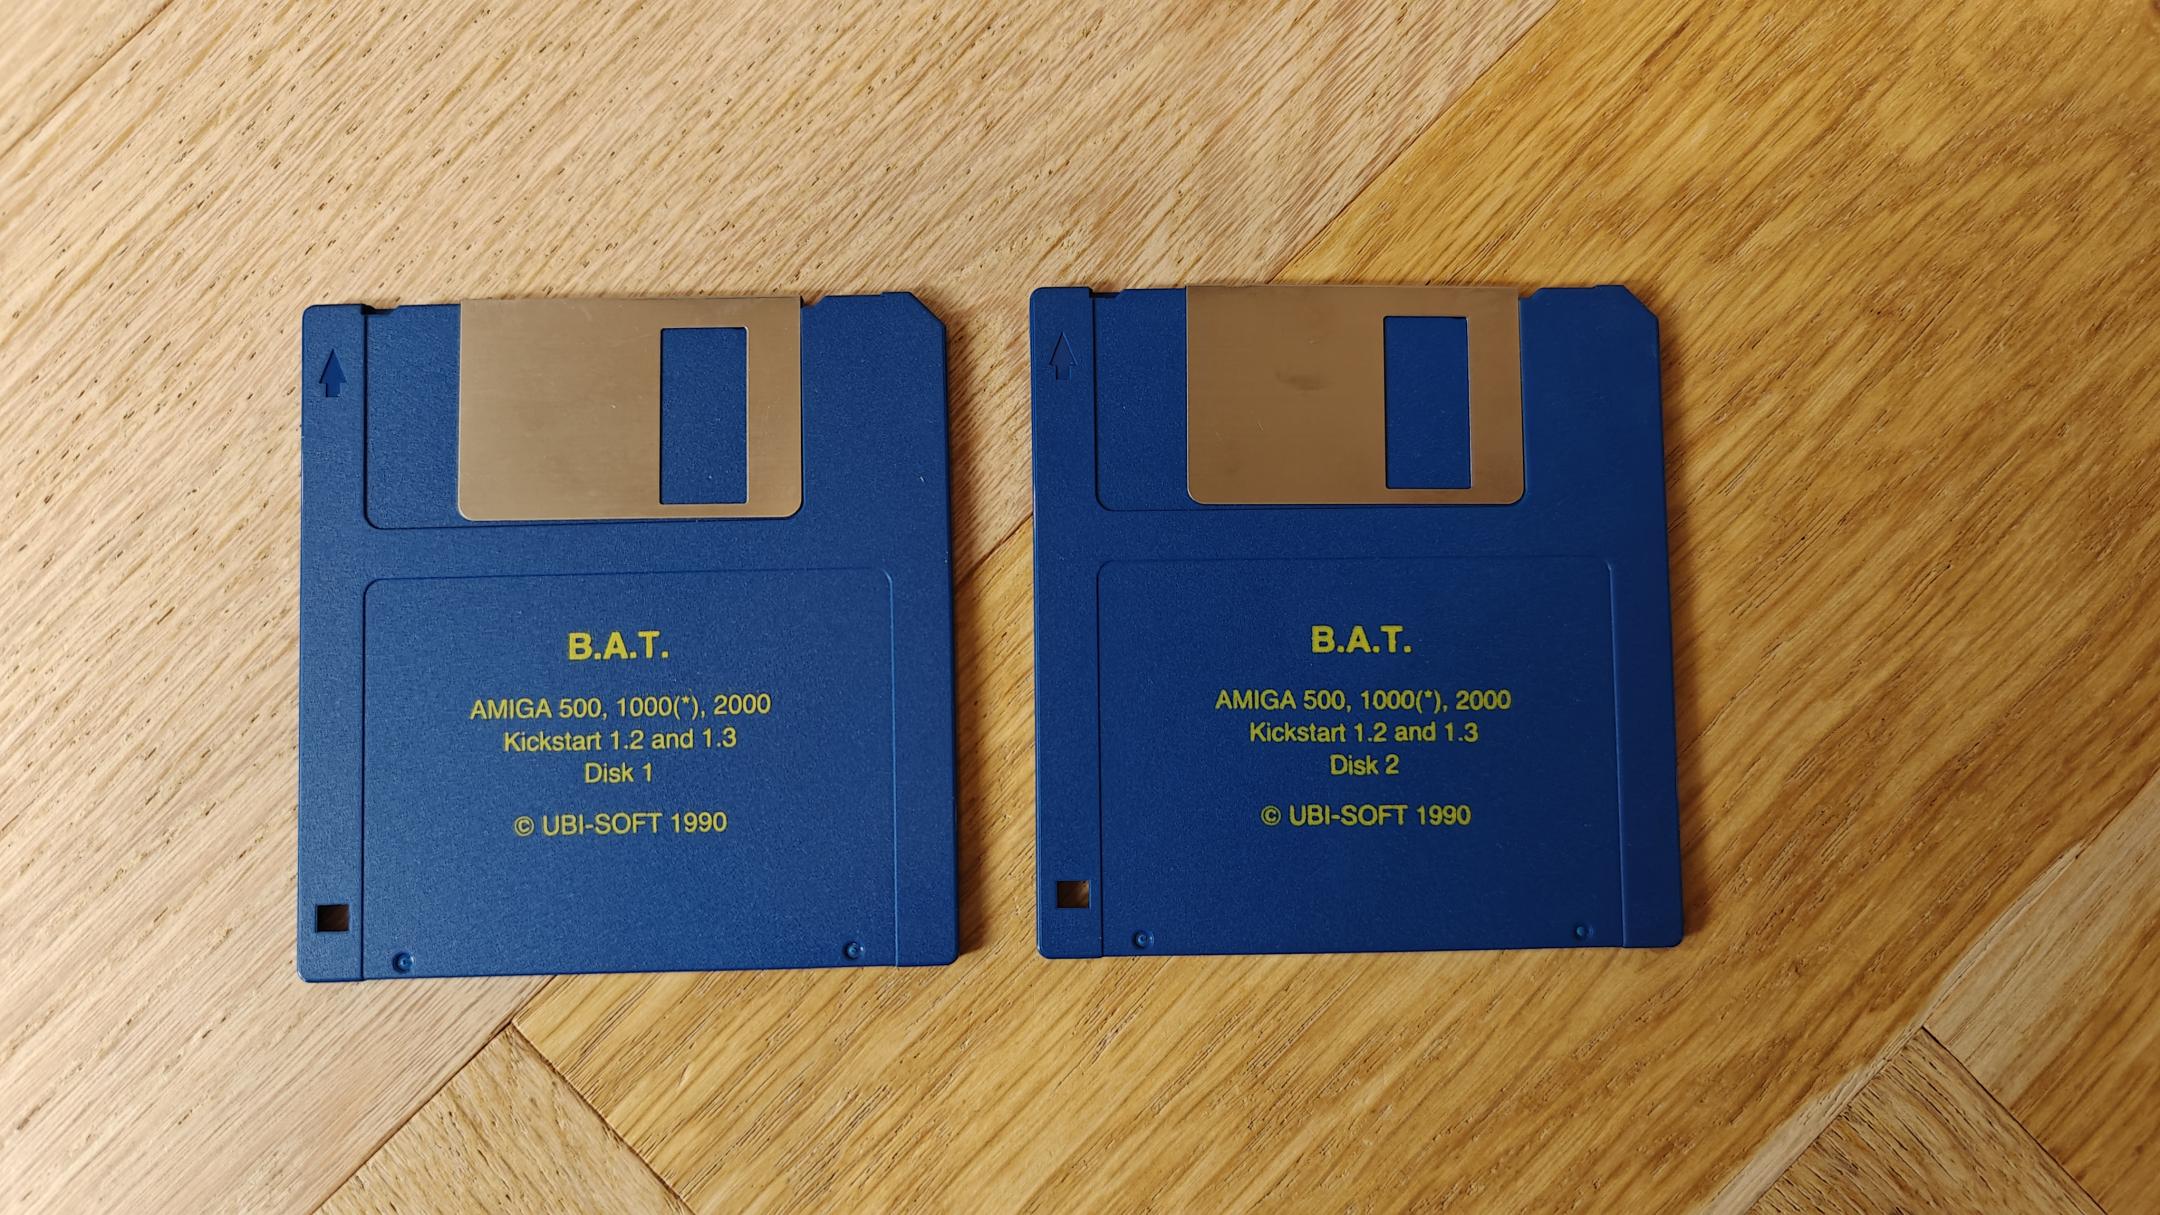 B.A.T.
AMIGA 500, 1000(*), 2000
Kickstart 1.2 and 1.3
Disk 1
© UBI-SOFT 1990
B.A.T.
AMIGA 500, 1000(*), 2000
Kickstart 1.2 and 1.3
Disk 2
© UBI-SOFT 1990